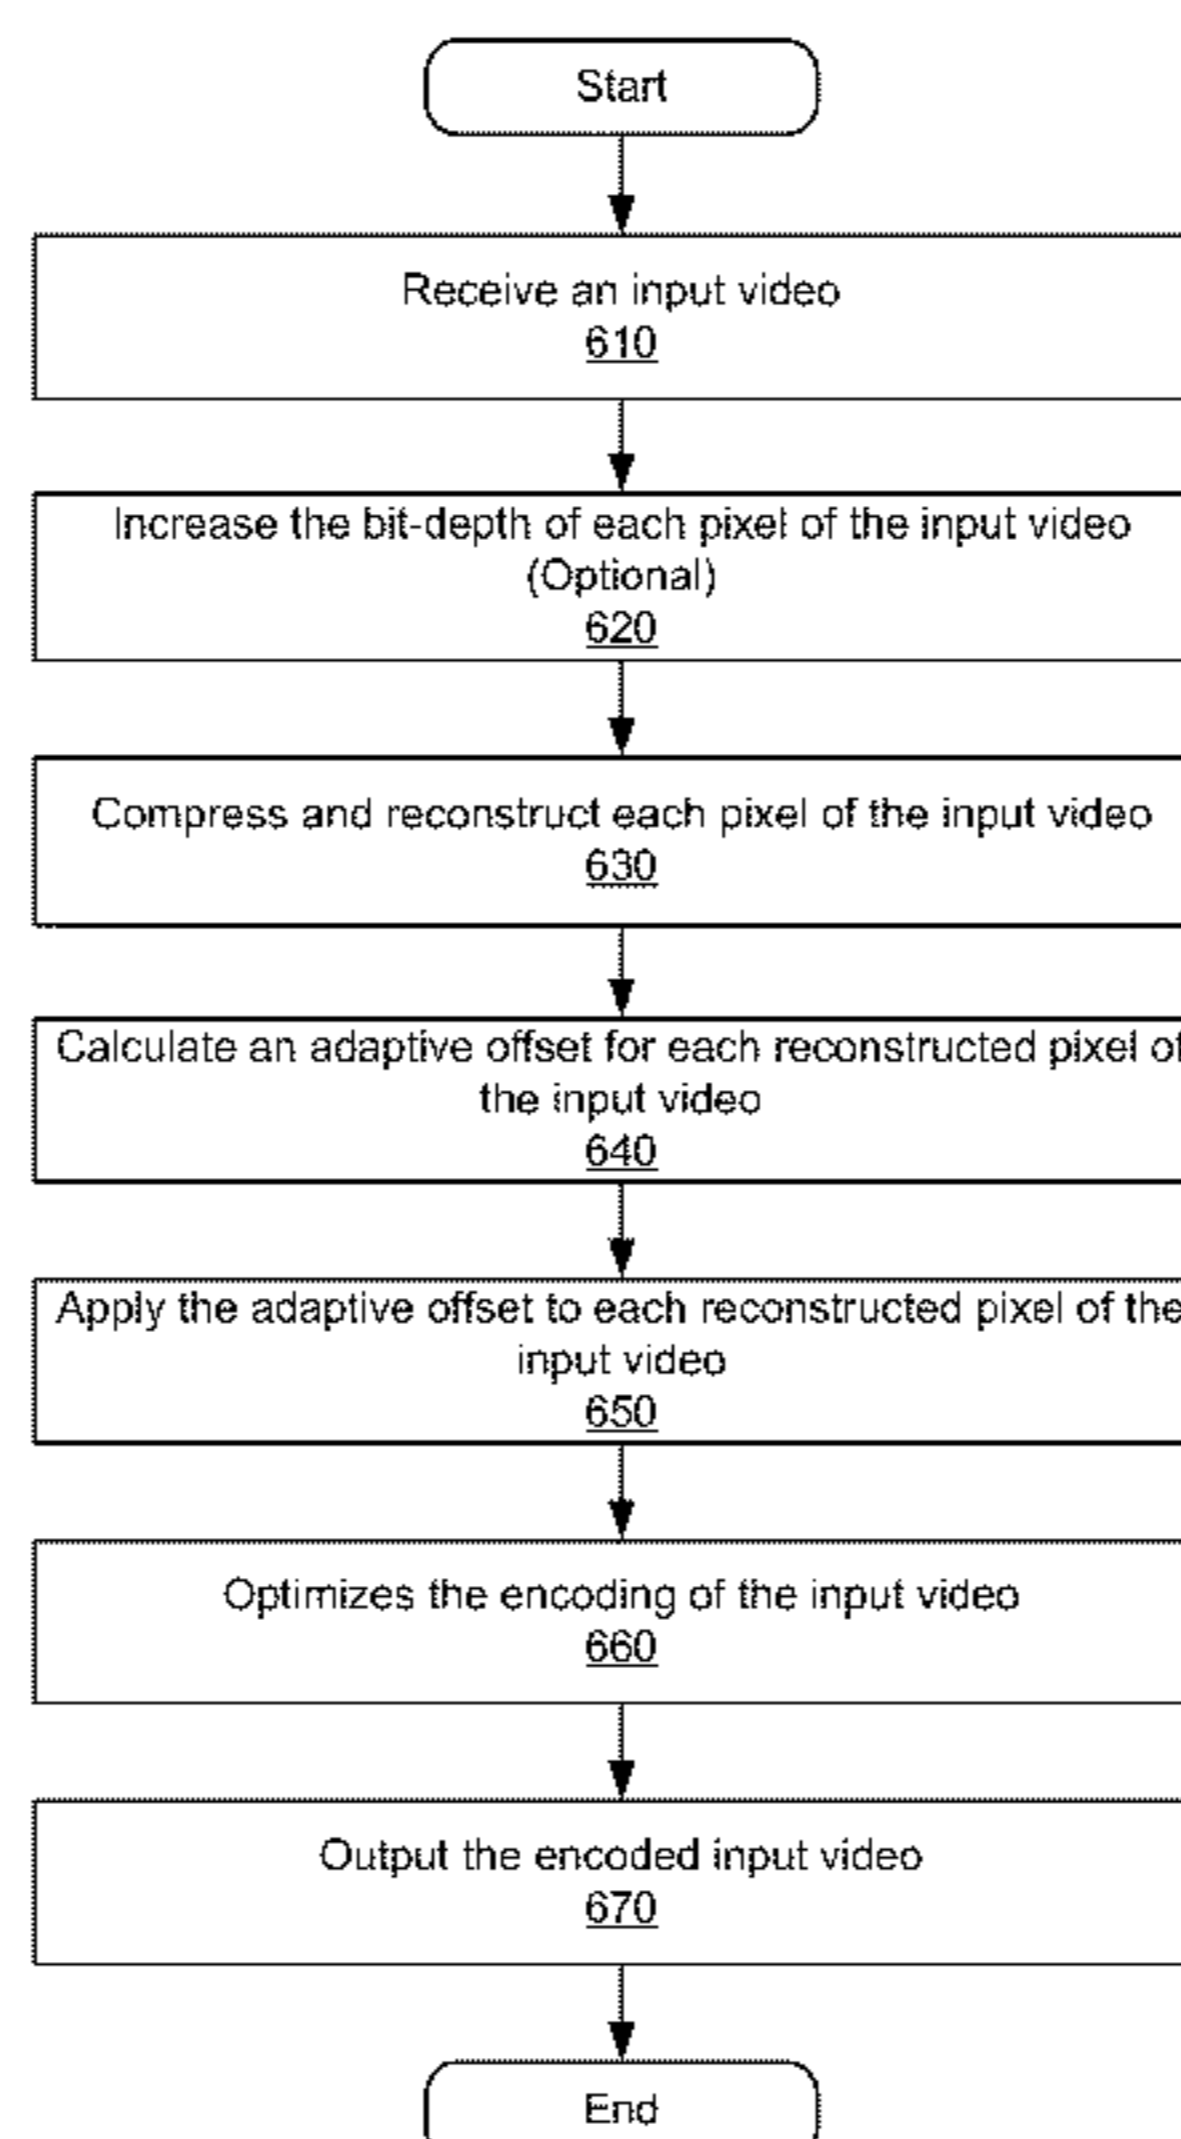 Start
Receive an input video
610
Increase the bit-depth of each pixel of the input video
(Optional)
620
Compress and reconstruct each pixel of the input video
630
Calculate an adaptive offset for each reconstructed pixel of
the input video
640
Apply the adaptive offset to each reconstructed pixel of the
input video
650
Optimizes the encoding of the input video
660
Output the encoded input video
670
End